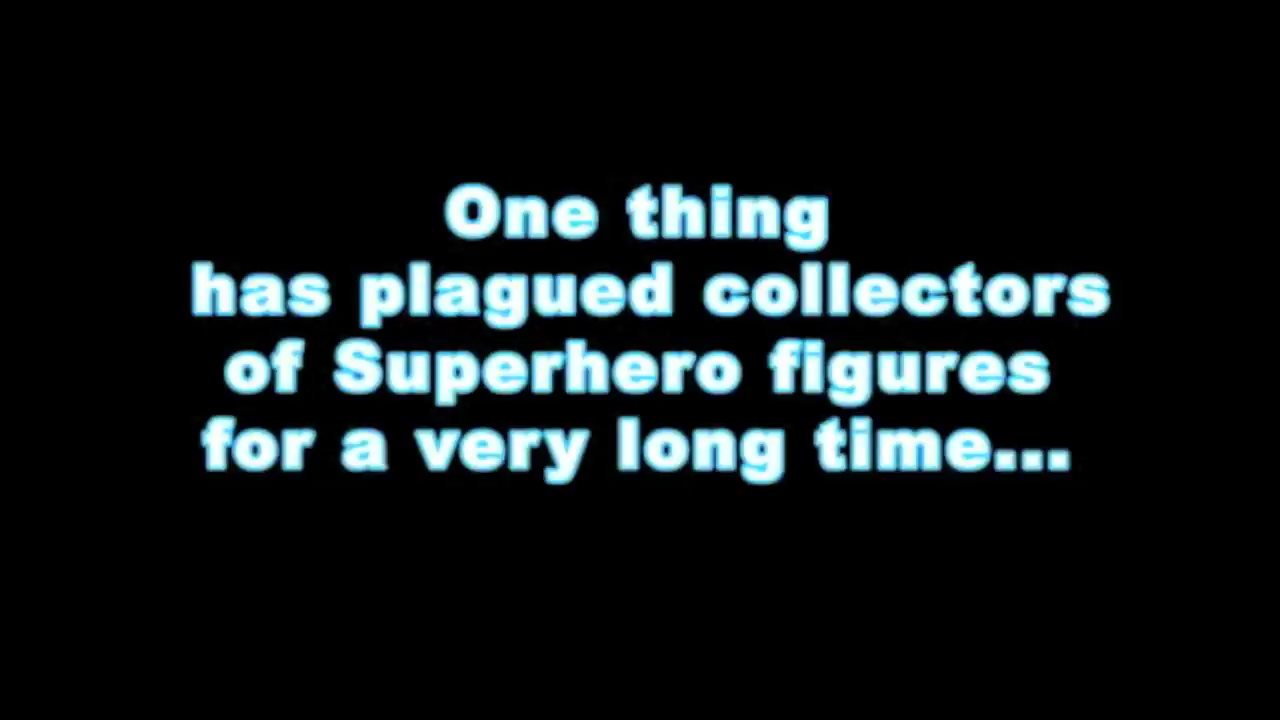 One thing
has plagued collectors
of Superhero figures
for a very long time...